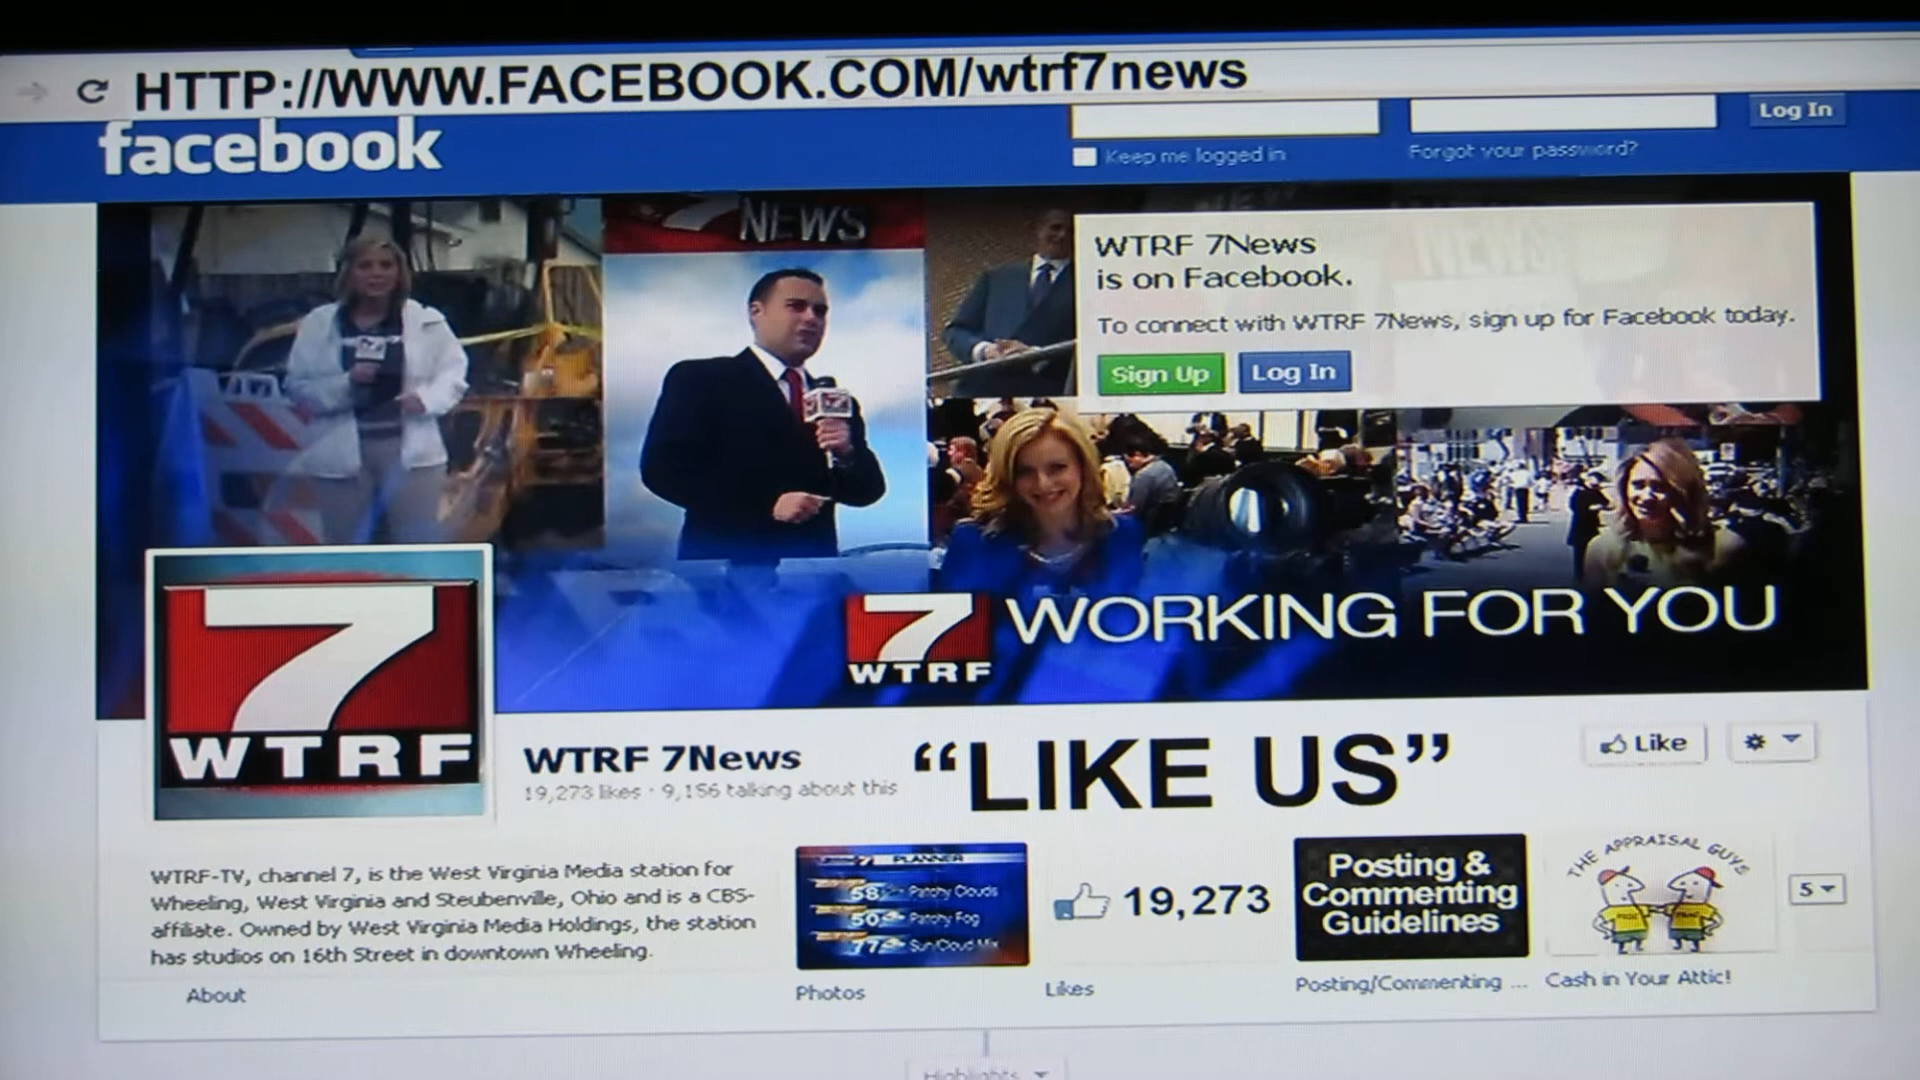 HTTP://WWW.FACEBOOK.COM/wtrf7news
facebook
Log In
Keep me logged in
Forgot your password?
7 NEWS
WTRF 7News
is on Facebook.
To connect with WTRF 7News, sign up for Facebook today.
Sign Up
Log In
7
WTRF
WORKING FOR YOU
7
WTRF
WTRF 7News
19,273 likes · 9,156 talking about this
“LIKE US”
Like
WTRF-TV, channel 7, is the West Virginia Media station for
Wheeling, West Virginia and Steubenville, Ohio and is a CBS-
affiliate. Owned by West Virginia Media Holdings, the station
has studios on 16th Street in downtown Wheeling.
About
PLANNER
58 Patchy Clouds
50 Patchy Fog
77 Sun/Cloud Mix
Photos
19,273
Likes
Posting &
Commenting
Guidelines
Posting/Commenting ...
THE APPRAISAL GUYS
Cash in Your Attic!
5
Highlights